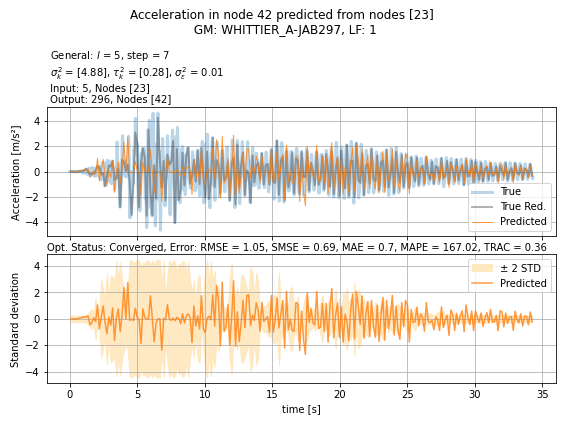 Acceleration in node 42 predicted from nodes [23]
GM: WHITTIER_A-JAB297, LF: 1
General: l = 5, step = 7
σ²ₖ = [4.88], τ²ₖ = [0.28], σ²ε = 0.01
Input: 5, Nodes [23]
Output: 296, Nodes [42]
Acceleration [m/s²]
4
2
0
−2
−4
True
True Red.
Predicted
Opt. Status: Converged, Error: RMSE = 1.05, SMSE = 0.69, MAE = 0.7, MAPE = 167.02, TRAC = 0.36
Standard deviation
4
2
0
−2
−4
± 2 STD
Predicted
0 5 10 15 20 25 30 35
time [s]